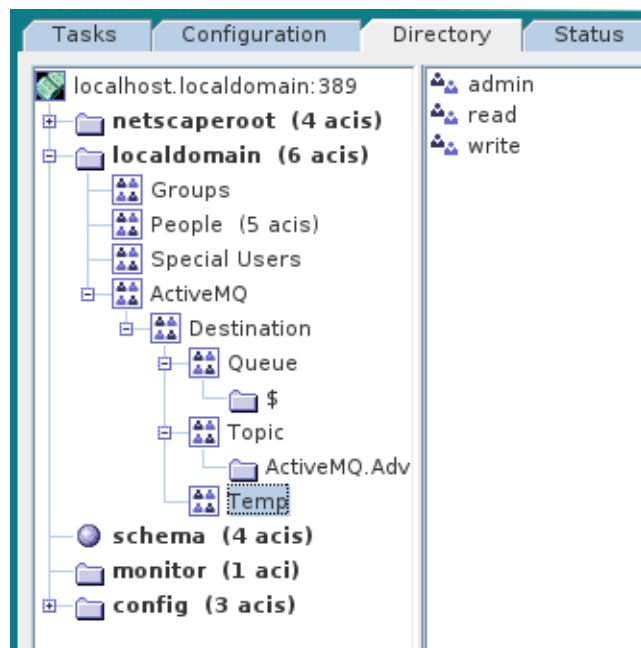 Tasks Configuration Directory Status
localhost.localdomain:389
netscaperoot (4 acis)
localdomain (6 acis)
Groups
People (5 acis)
Special Users
ActiveMQ
Destination
Queue
$
Topic
ActiveMQ.Adv
Temp
schema (4 acis)
monitor (1 aci)
config (3 acis)
admin
read
write